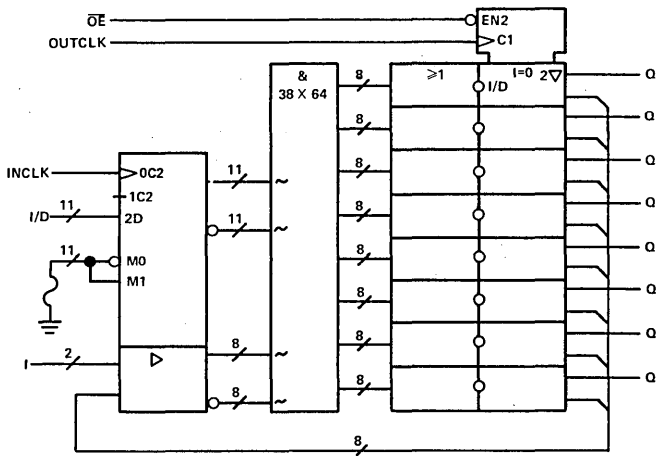 OE
EN2
OUTCLK
C1
&
38 X 64
8
≥1
I/D
I=0 2▽
Q
8
Q
8
Q
INCLK
0C2
11
~
1C2
8
Q
I/D
11
2D
11
~
8
Q
11
M0
M1
8
Q
8
Q
I
2
▷
8
~
8
Q
8
~
8